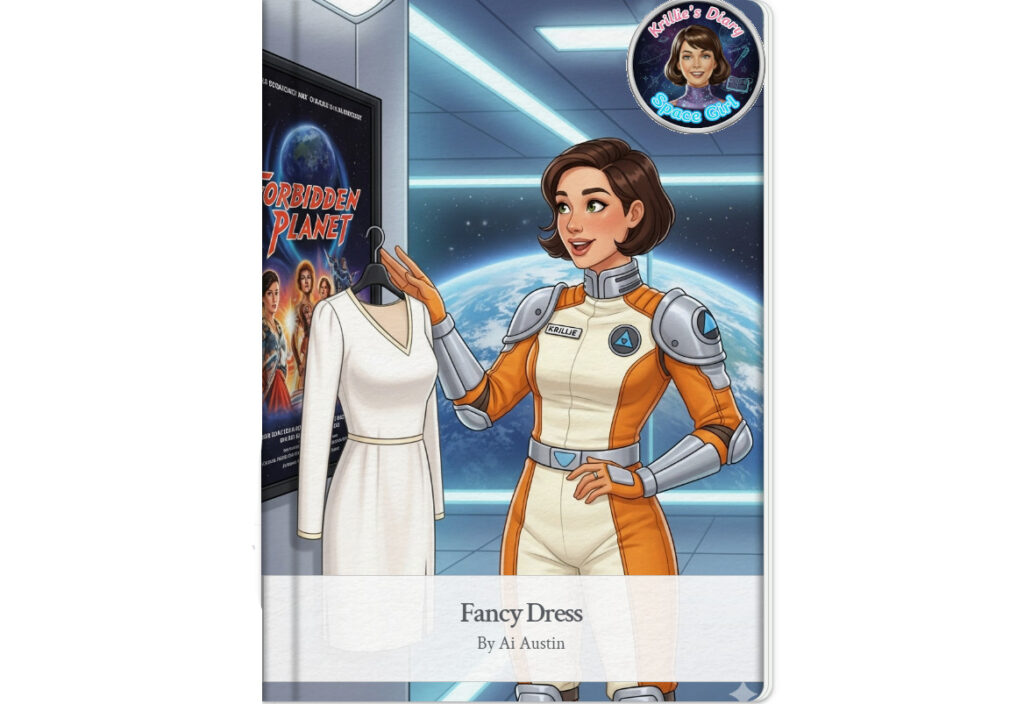 Krillie's Diary
Space Girl
FORBIDDEN
PLANET
KRILLIE
Fancy Dress
By Ai Austin